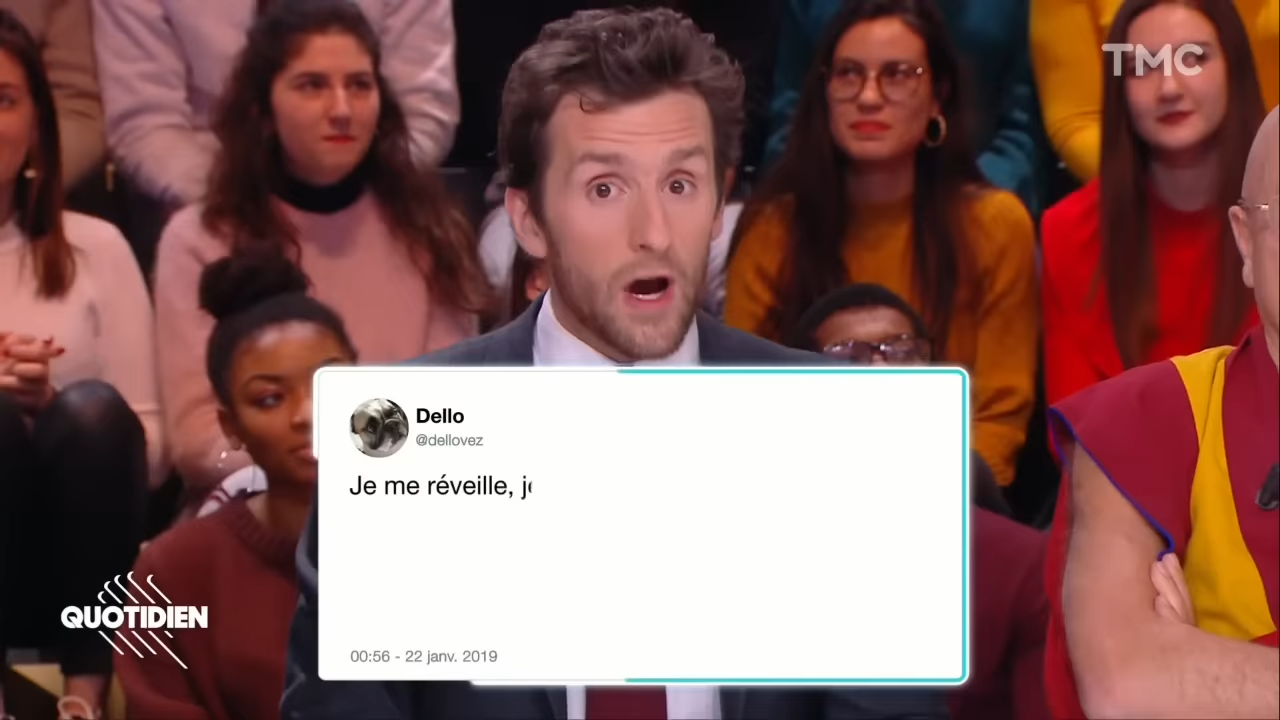 TMC
Dello
@dellovez
Je me réveille, je
00:56 - 22 janv. 2019
QUOTIDIEN